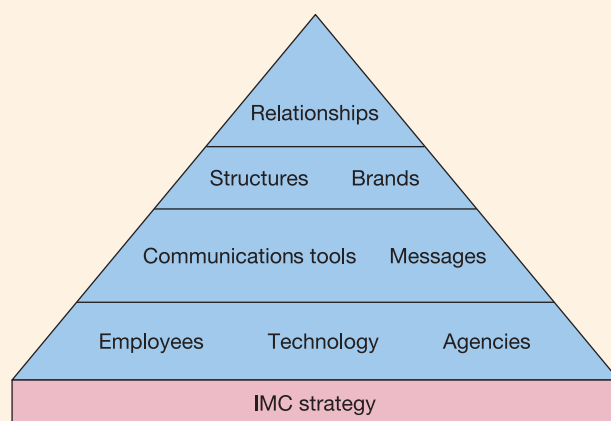 Relationships
Structures Brands
Communications tools Messages
Employees Technology Agencies
IMC strategy